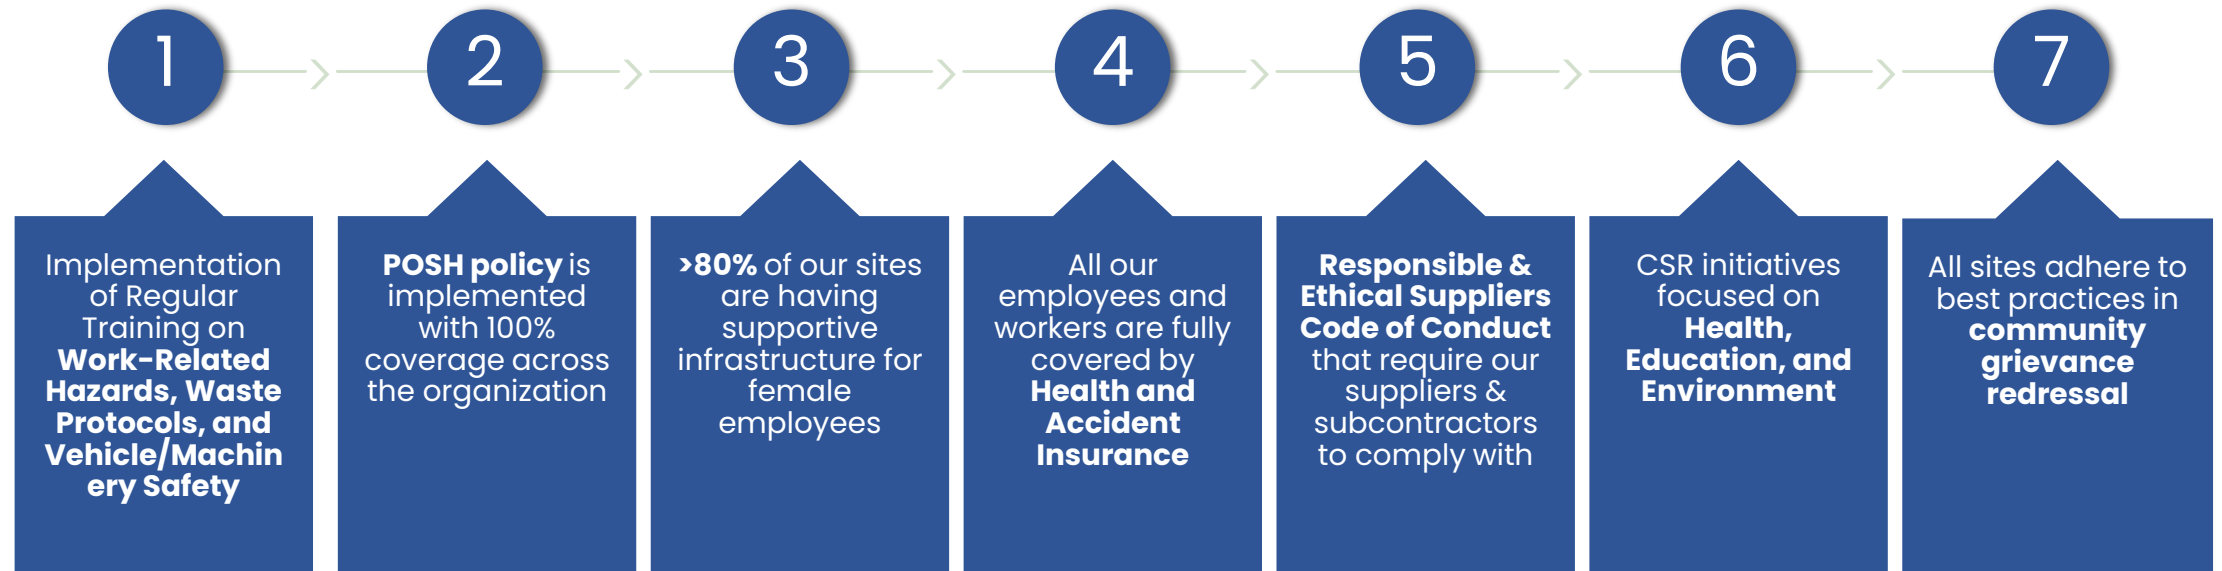 1
2
3
4
5
6
7
Implementation
of Regular
Training on
Work-Related
Hazards, Waste
Protocols, and
Vehicle/Machin
ery Safety
POSH policy is
implemented
with 100%
coverage across
the organization
>80% of our sites
are having
supportive
infrastructure for
female
employees
All our
employees and
workers are fully
covered by
Health and
Accident
Insurance
Responsible &
Ethical Suppliers
Code of Conduct
that require our
suppliers &
subcontractors
to comply with
CSR initiatives
focused on
Health,
Education, and
Environment
All sites adhere to
best practices in
community
grievance
redressal